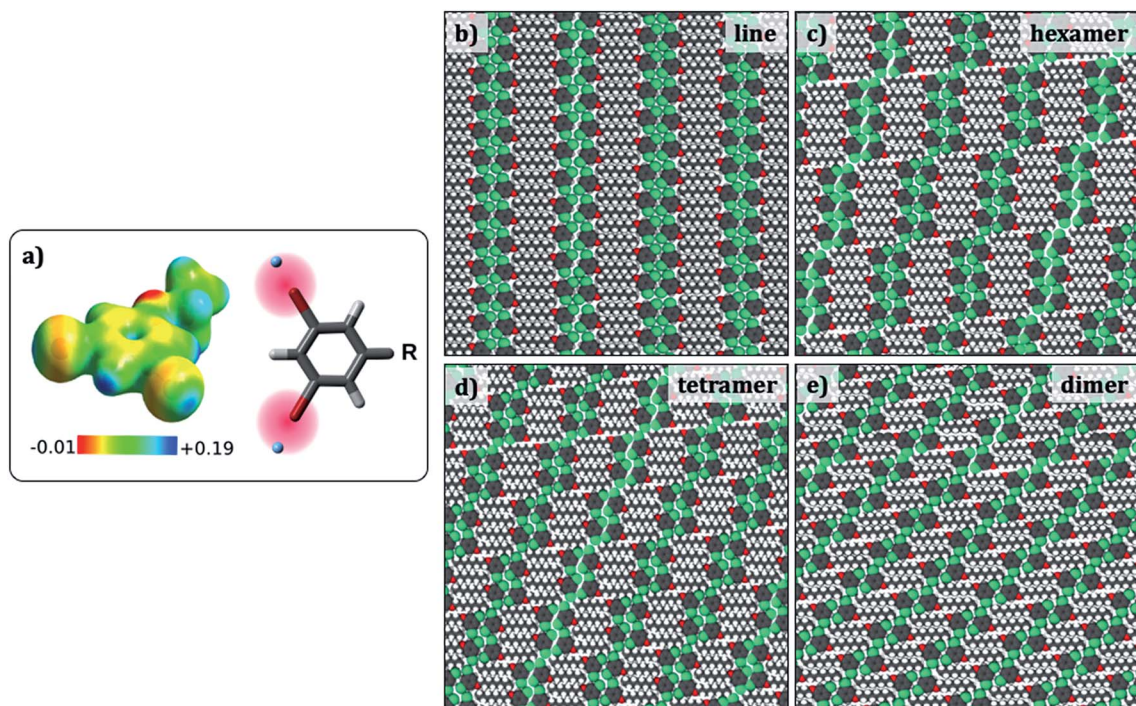 a)
R
-0.01
+0.19
b)
line
c)
hexamer
d)
tetramer
e)
dimer